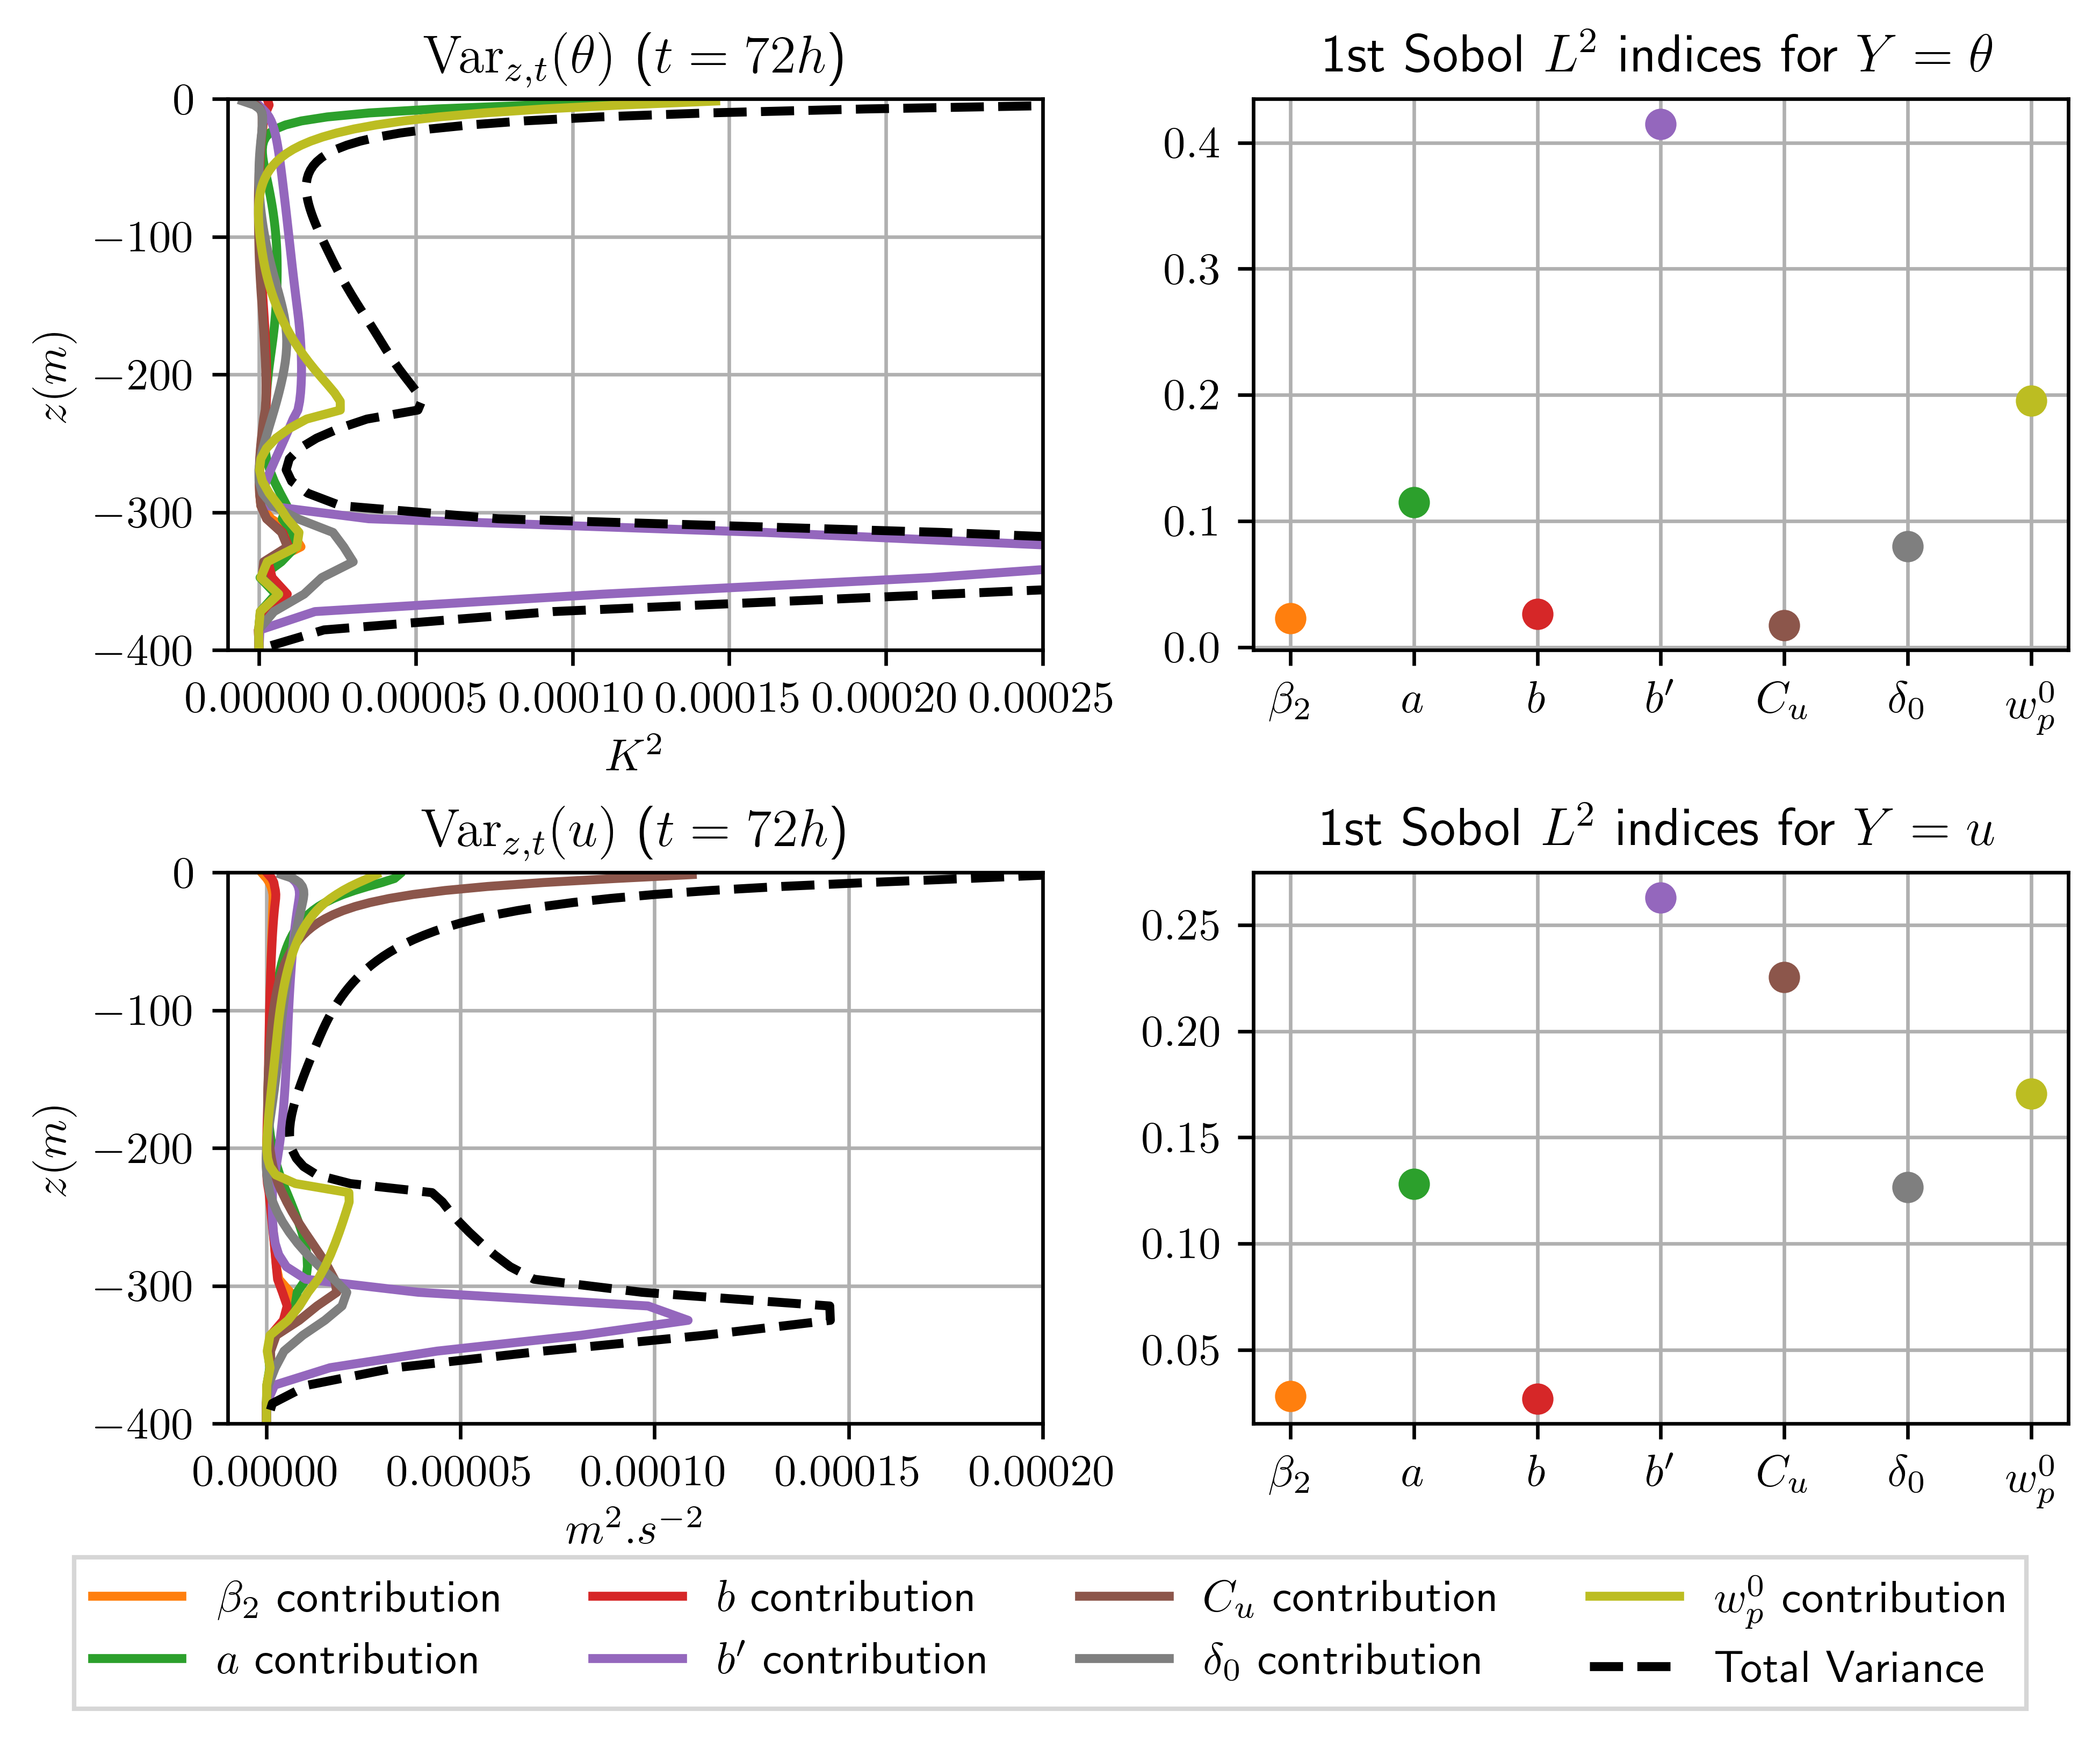 Var_{z,t}(θ) (t = 72h)
0
−100
−200
−300
−400
z(m)
0.00000 0.00005 0.00010 0.00015 0.00020 0.00025
K²
1st Sobol L² indices for Y = θ
0.4
0.3
0.2
0.1
0.0
β₂ a b b′ C_u δ₀ w_p^0
Var_{z,t}(u) (t = 72h)
0
−100
−200
−300
−400
z(m)
0.00000 0.00005 0.00010 0.00015 0.00020
m².s⁻²
1st Sobol L² indices for Y = u
0.25
0.20
0.15
0.10
0.05
β₂ a b b′ C_u δ₀ w_p^0
β₂ contribution b contribution C_u contribution w_p^0 contribution
a contribution b′ contribution δ₀ contribution Total Variance